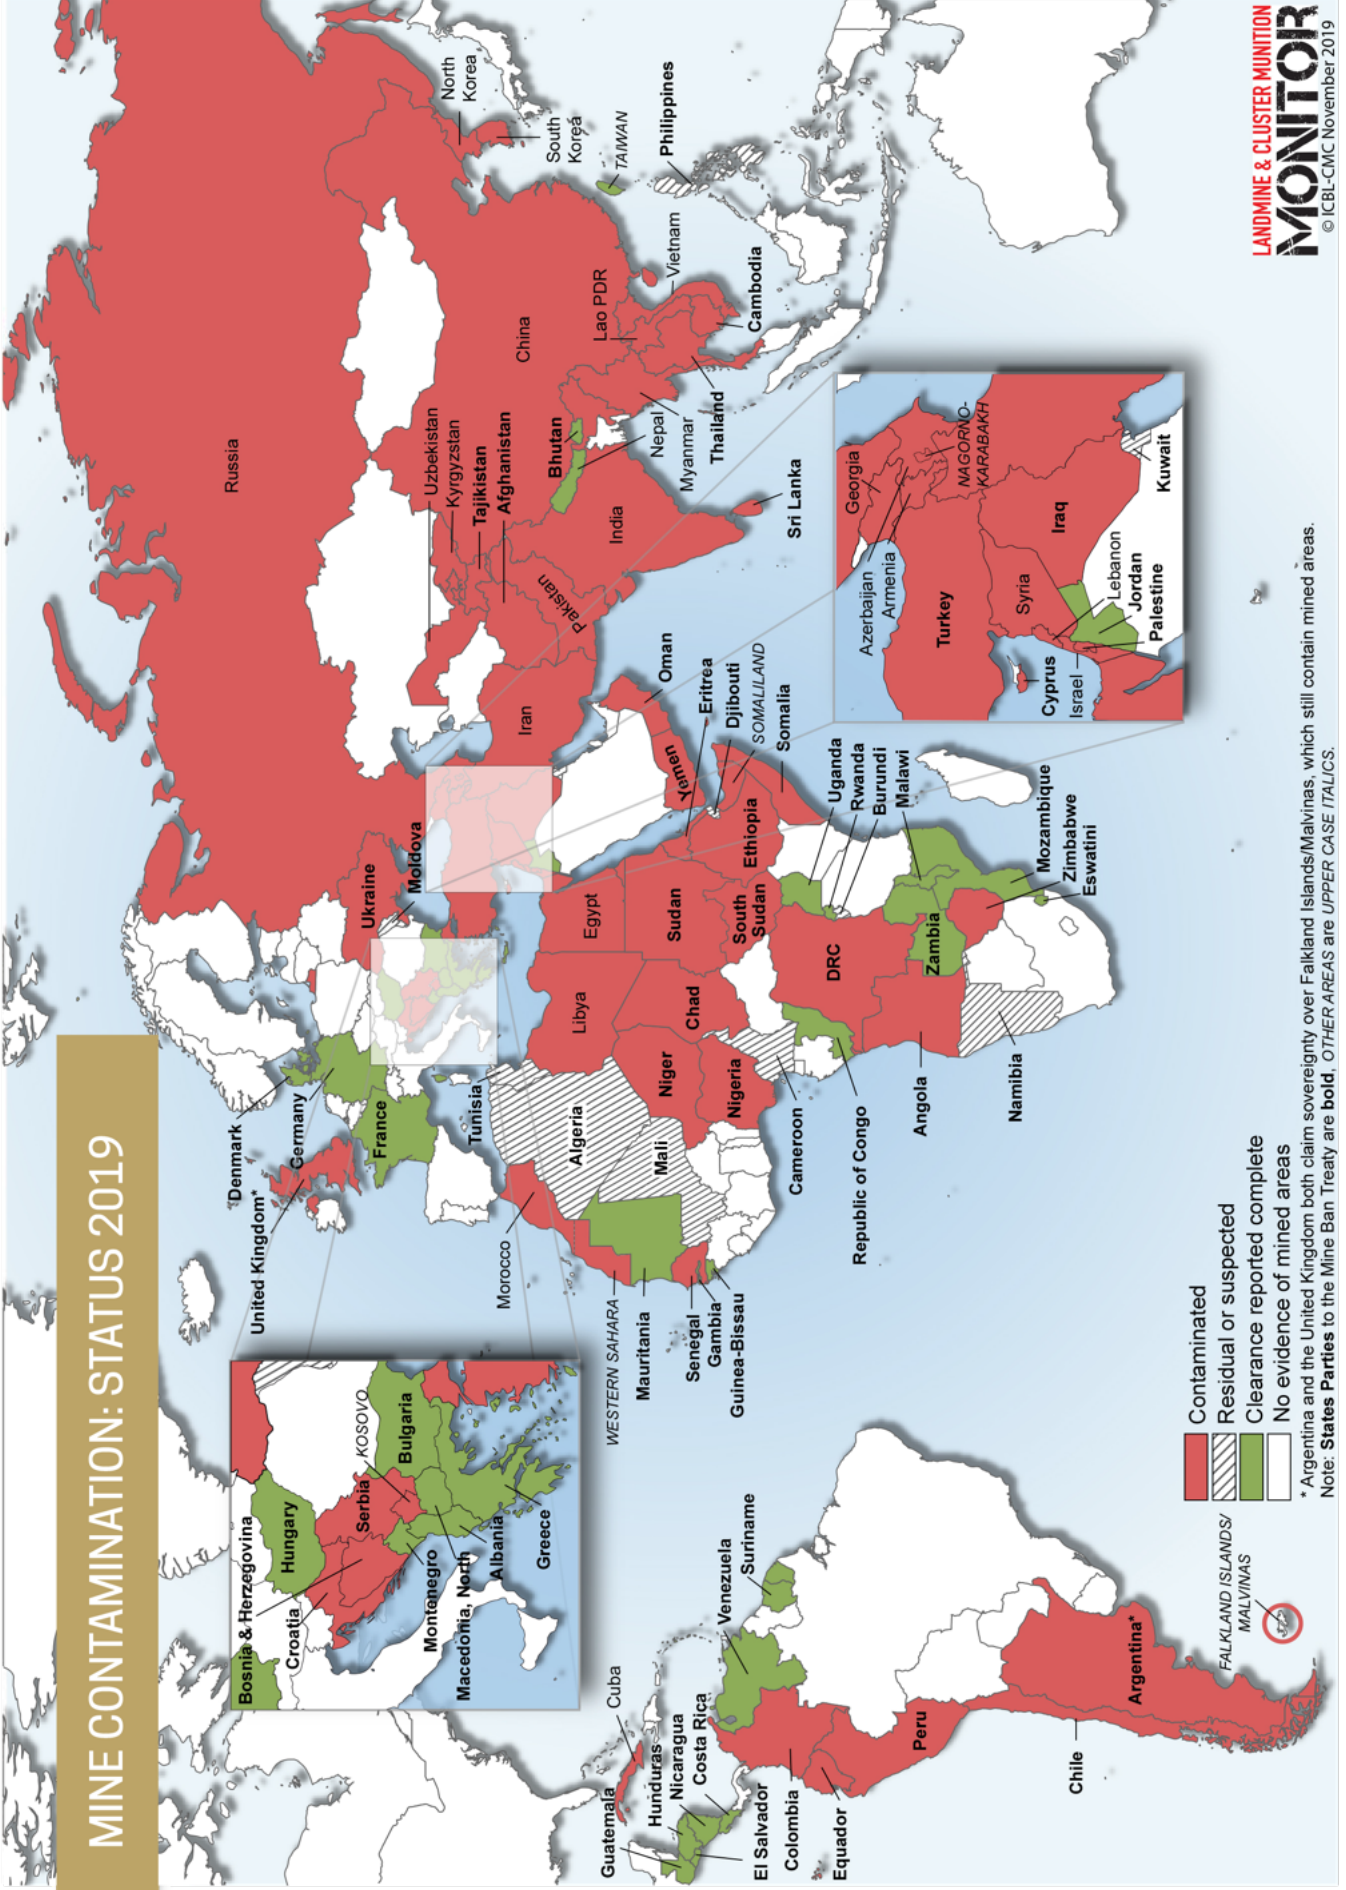 MINE CONTAMINATION: STATUS 2019
Denmark
Germany
United Kingdom*
France
Ukraine
Moldova
Russia
Uzbekistan
Kyrgyzstan
Tajikistan
Afghanistan
China
North
Korea
South
Korea
TAIWAN
Philippines
Lao PDR
Vietnam
Cambodia
Bhutan
Nepal
Myanmar
Thailand
India
Sri Lanka
Pakistan
Iran
Oman
Yemen
Eritrea
Djibouti
SOMALILAND
Somalia
Ethiopia
Egypt
Sudan
South
Sudan
Libya
Chad
Niger
Nigeria
Tunisia
Algeria
Mali
Morocco
WESTERN SAHARA
Mauritania
Senegal
Gambia
Guinea-Bissau
Cameroon
Republic of Congo
DRC
Uganda
Rwanda
Burundi
Malawi
Zambia
Angola
Namibia
Mozambique
Zimbabwe
Eswatini
Bosnia & Herzegovina
Croatia
Hungary
Serbia
KOSOVO
Bulgaria
Montenegro
Macedonia, North
Albania
Greece
Georgia
Azerbaijan
Armenia
NAGORNO-
KARABAKH
Turkey
Syria
Iraq
Cyprus
Israel
Lebanon
Jordan
Palestine
Kuwait
Cuba
Guatemala
Hunduras
Nicaragua
Costa Rica
El Salvador
Colombia
Equador
Venezuela
Suriname
Peru
Chile
Argentina*
FALKLAND ISLANDS/
MALVINAS
Contaminated
Residual or suspected
Clearance reported complete
No evidence of mined areas
* Argentina and the United Kingdom both claim sovereignty over Falkland Islands/Malvinas, which still contain mined areas.
Note: States Parties to the Mine Ban Treaty are bold, OTHER AREAS are UPPER CASE ITALICS.
LANDMINE & CLUSTER MUNITION
MONITOR
© ICBL-CMC November 2019